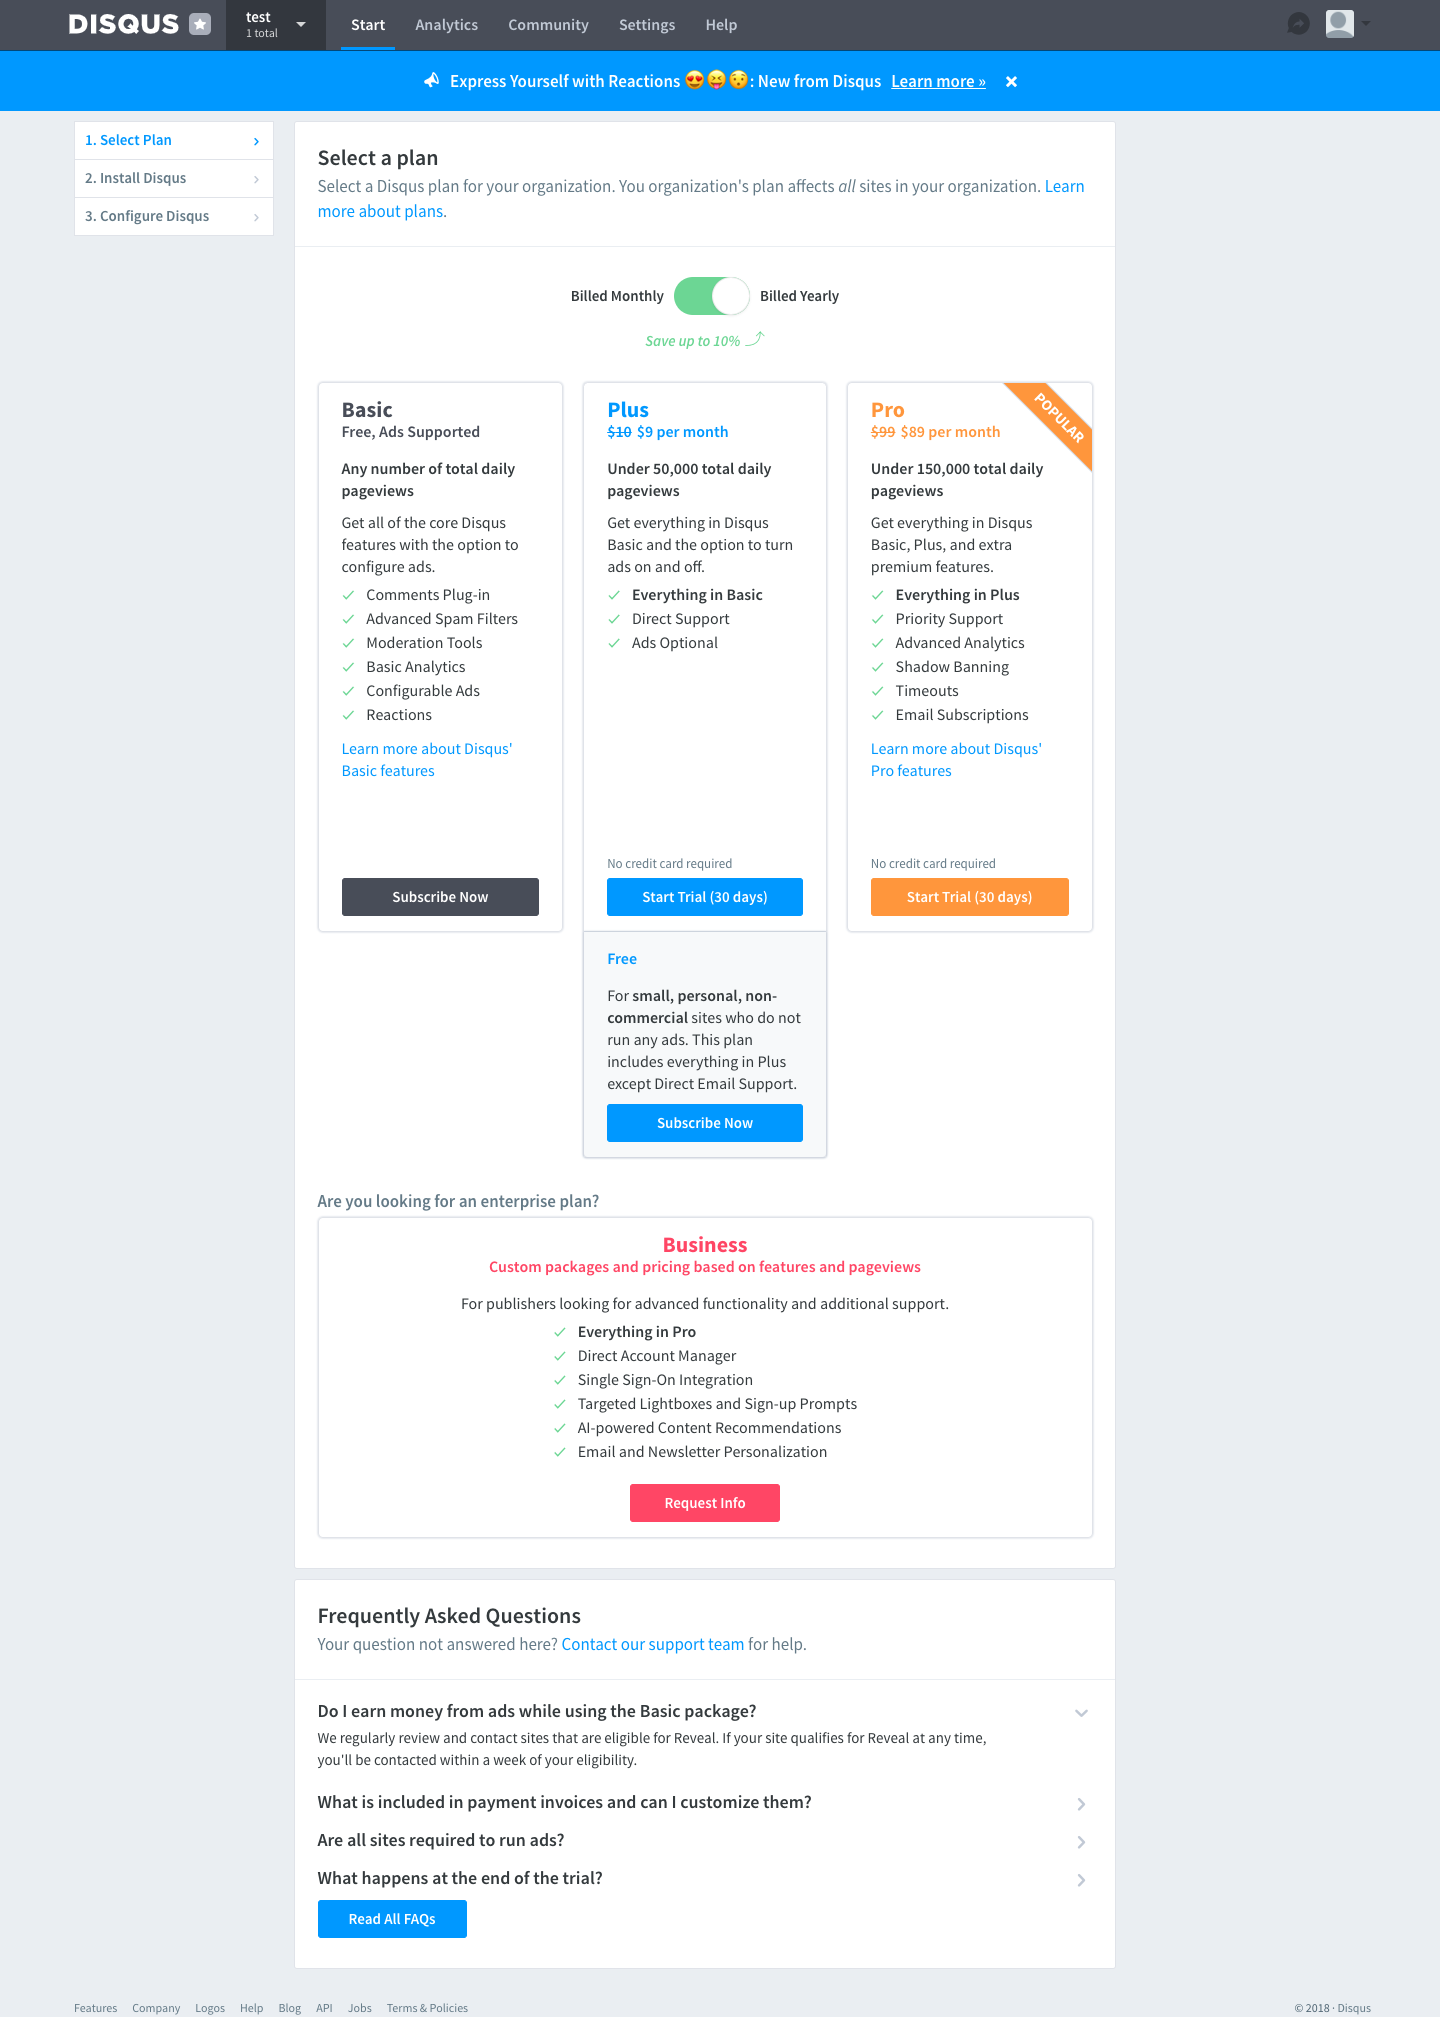 DISQUS
test
1 total
Start
Analytics
Community
Settings
Help
Express Yourself with Reactions 😍😝😯: New from Disqus Learn more »
1. Select Plan
2. Install Disqus
3. Configure Disqus
Select a plan
Select a Disqus plan for your organization. You organization's plan affects all sites in your organization. Learn
more about plans.
Billed Monthly
Billed Yearly
Save up to 10%
Basic
Free, Ads Supported
Any number of total daily
pageviews
Get all of the core Disqus
features with the option to
configure ads.
Comments Plug-in
Advanced Spam Filters
Moderation Tools
Basic Analytics
Configurable Ads
Reactions
Learn more about Disqus'
Basic features
Subscribe Now
Plus
$10 $9 per month
Under 50,000 total daily
pageviews
Get everything in Disqus
Basic and the option to turn
ads on and off.
Everything in Basic
Direct Support
Ads Optional
No credit card required
Start Trial (30 days)
Free
For small, personal, non-
commercial sites who do not
run any ads. This plan
includes everything in Plus
except Direct Email Support.
Subscribe Now
POPULAR
Pro
$99 $89 per month
Under 150,000 total daily
pageviews
Get everything in Disqus
Basic, Plus, and extra
premium features.
Everything in Plus
Priority Support
Advanced Analytics
Shadow Banning
Timeouts
Email Subscriptions
Learn more about Disqus'
Pro features
No credit card required
Start Trial (30 days)
Are you looking for an enterprise plan?
Business
Custom packages and pricing based on features and pageviews
For publishers looking for advanced functionality and additional support.
Everything in Pro
Direct Account Manager
Single Sign-On Integration
Targeted Lightboxes and Sign-up Prompts
AI-powered Content Recommendations
Email and Newsletter Personalization
Request Info
Frequently Asked Questions
Your question not answered here? Contact our support team for help.
Do I earn money from ads while using the Basic package?
We regularly review and contact sites that are eligible for Reveal. If your site qualifies for Reveal at any time,
you'll be contacted within a week of your eligibility.
What is included in payment invoices and can I customize them?
Are all sites required to run ads?
What happens at the end of the trial?
Read All FAQs
Features
Company
Logos
Help
Blog
API
Jobs
Terms & Policies
© 2018 · Disqus